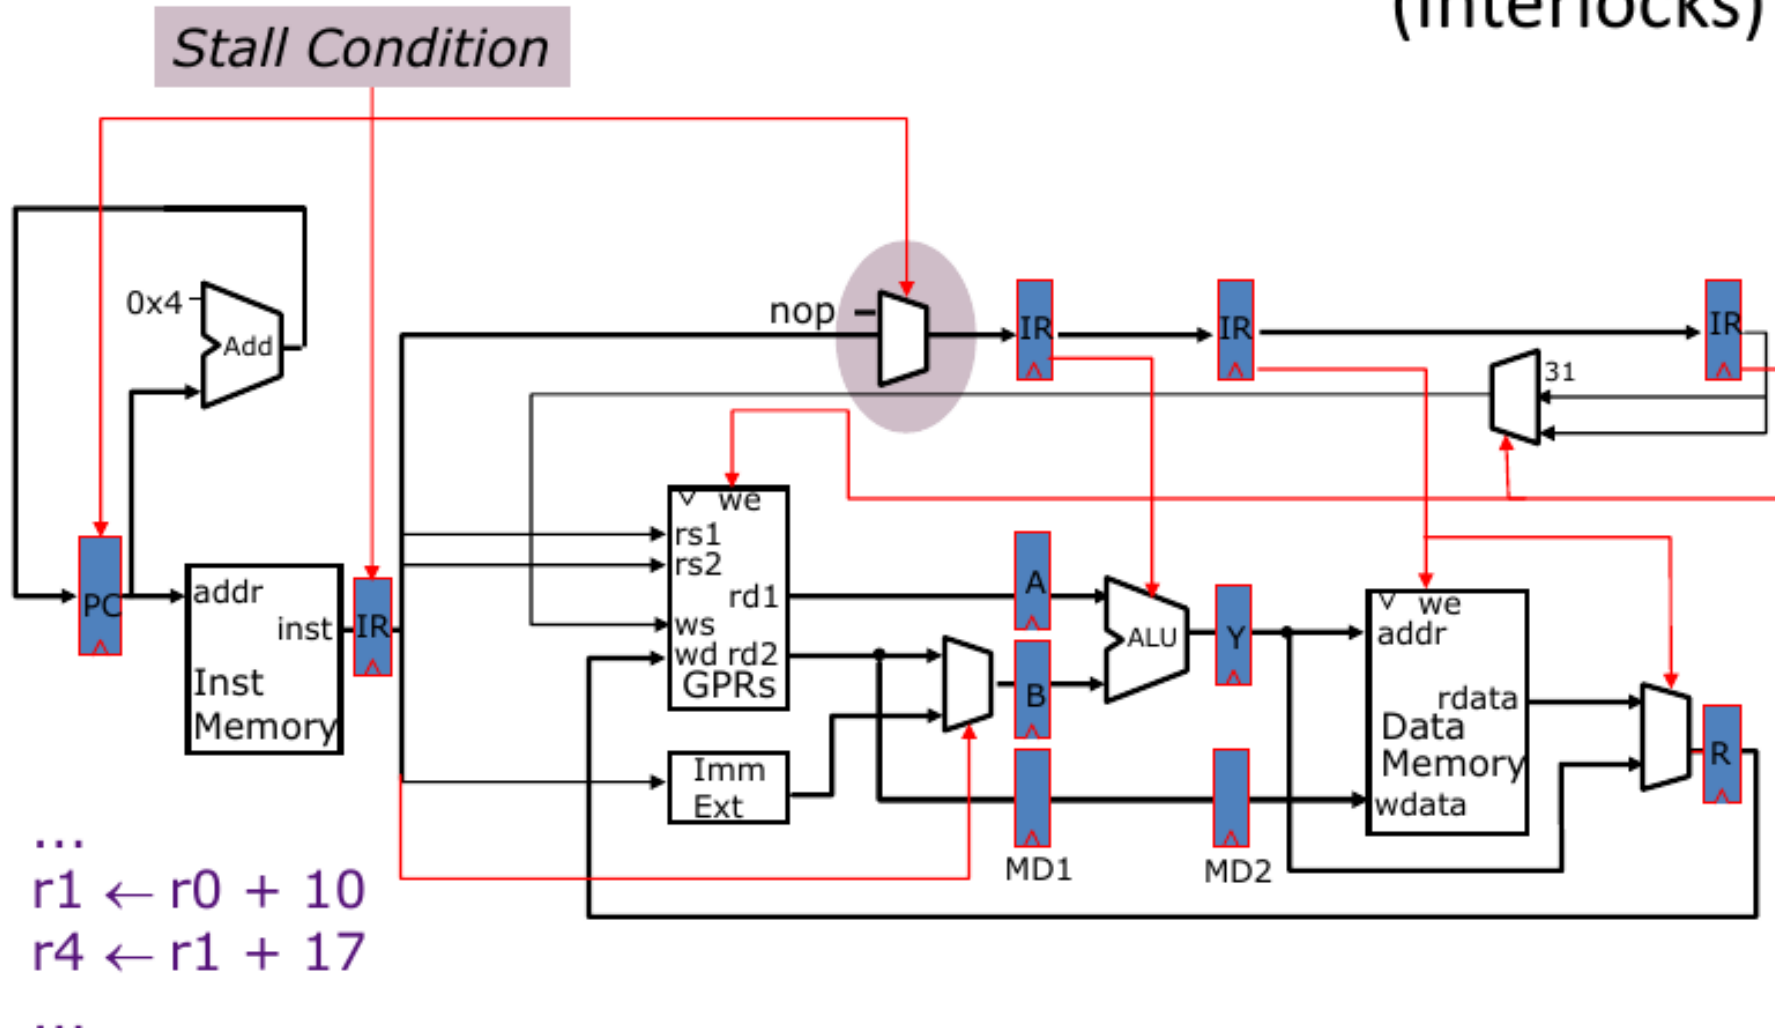 (Interlocks)
Stall Condition
0x4
Add
nop
IR
IR
IR
31
we
rs1
rs2
rd1
ws
wd rd2
GPRs
PC
addr
inst
Inst
Memory
IR
A
B
ALU
Y
we
addr
rdata
Data
Memory
wdata
R
Imm
Ext
MD1
MD2
...
r1 ← r0 + 10
r4 ← r1 + 17
...